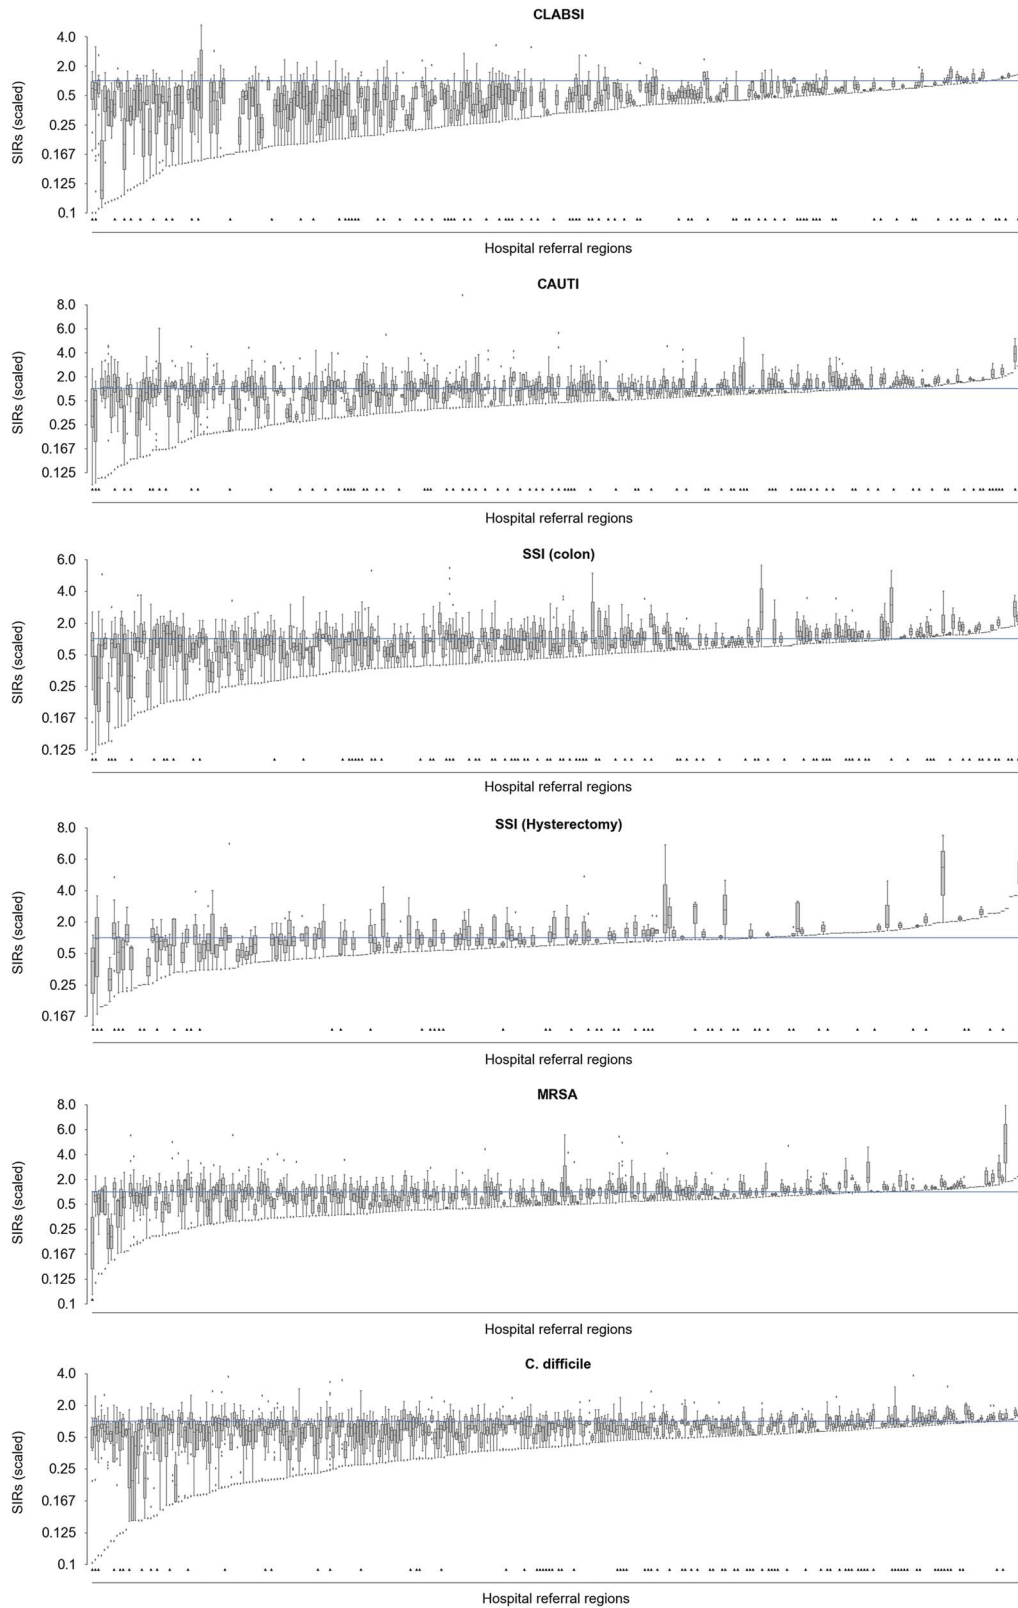 CLABSI
4.0
2.0
0.5
0.25
0.167
0.125
0.1
SIRs (scaled)
Hospital referral regions
CAUTI
8.0
6.0
4.0
2.0
0.5
0.25
0.167
0.125
SIRs (scaled)
Hospital referral regions
SSI (colon)
6.0
4.0
2.0
0.5
0.25
0.167
0.125
SIRs (scaled)
Hospital referral regions
SSI (Hysterectomy)
8.0
6.0
4.0
2.0
0.5
0.25
0.167
SIRs (scaled)
Hospital referral regions
MRSA
8.0
6.0
4.0
2.0
0.5
0.25
0.167
0.125
0.1
SIRs (scaled)
Hospital referral regions
C. difficile
4.0
2.0
0.5
0.25
0.167
0.125
0.1
SIRs (scaled)
Hospital referral regions